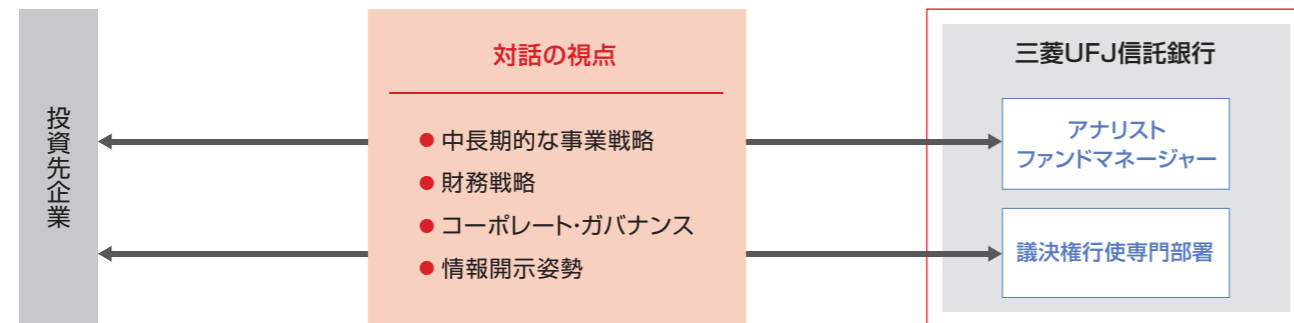 投資先企業
対話の視点
● 中長期的な事業戦略
● 財務戦略
● コーポレート・ガバナンス
● 情報開示姿勢
三菱UFJ信託銀行
アナリスト
ファンドマネージャー
議決権行使専門部署